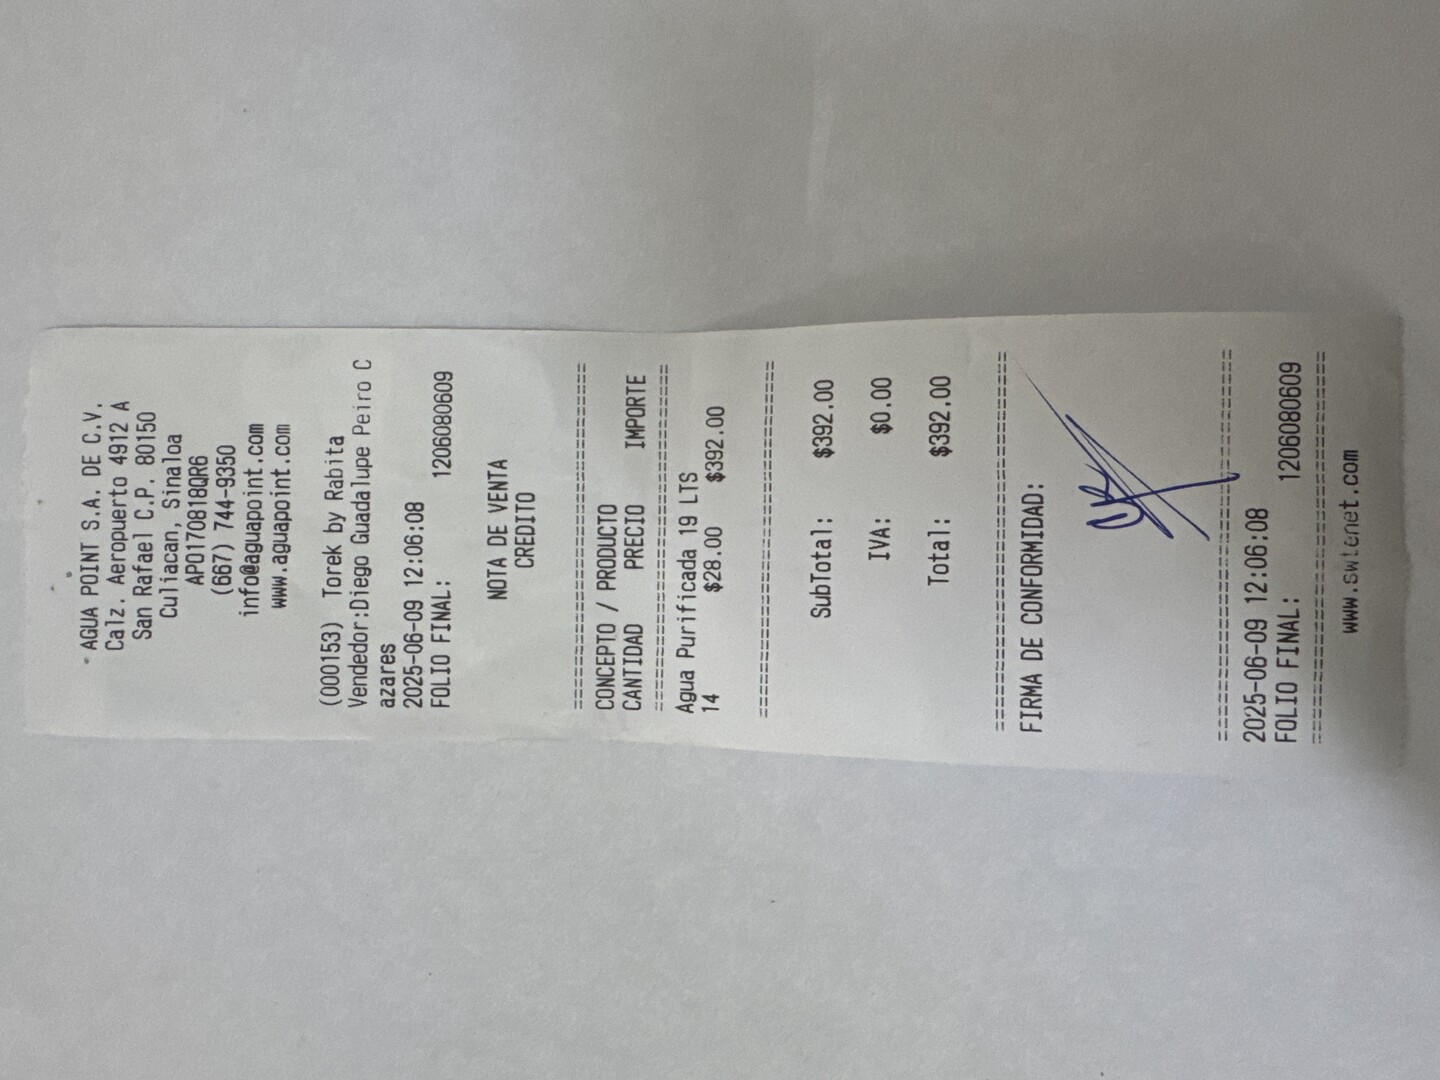 AGUA POINT S.A. DE C.V.
Calz. Aeropuerto 4912 A
San Rafael C.P. 80150
Culiacan, Sinaloa
APO170818QR6
(667) 744-9350
info@aguapoint.com
www.aguapoint.com
(000153) Torek by Rabita
Vendedor:Diego Guadalupe Peiro C
azares
2025-06-09 12:06:08
FOLIO FINAL: 1206080609
NOTA DE VENTA
CREDITO
================================
CONCEPTO / PRODUCTO
CANTIDAD PRECIO IMPORTE
================================
Agua Purificada 19 LTS
14 $28.00 $392.00
================================
SubTotal: $392.00
IVA: $0.00
Total: $392.00
================================
FIRMA DE CONFORMIDAD:
================================
2025-06-09 12:06:08
FOLIO FINAL: 1206080609
================================
www.swtenet.com